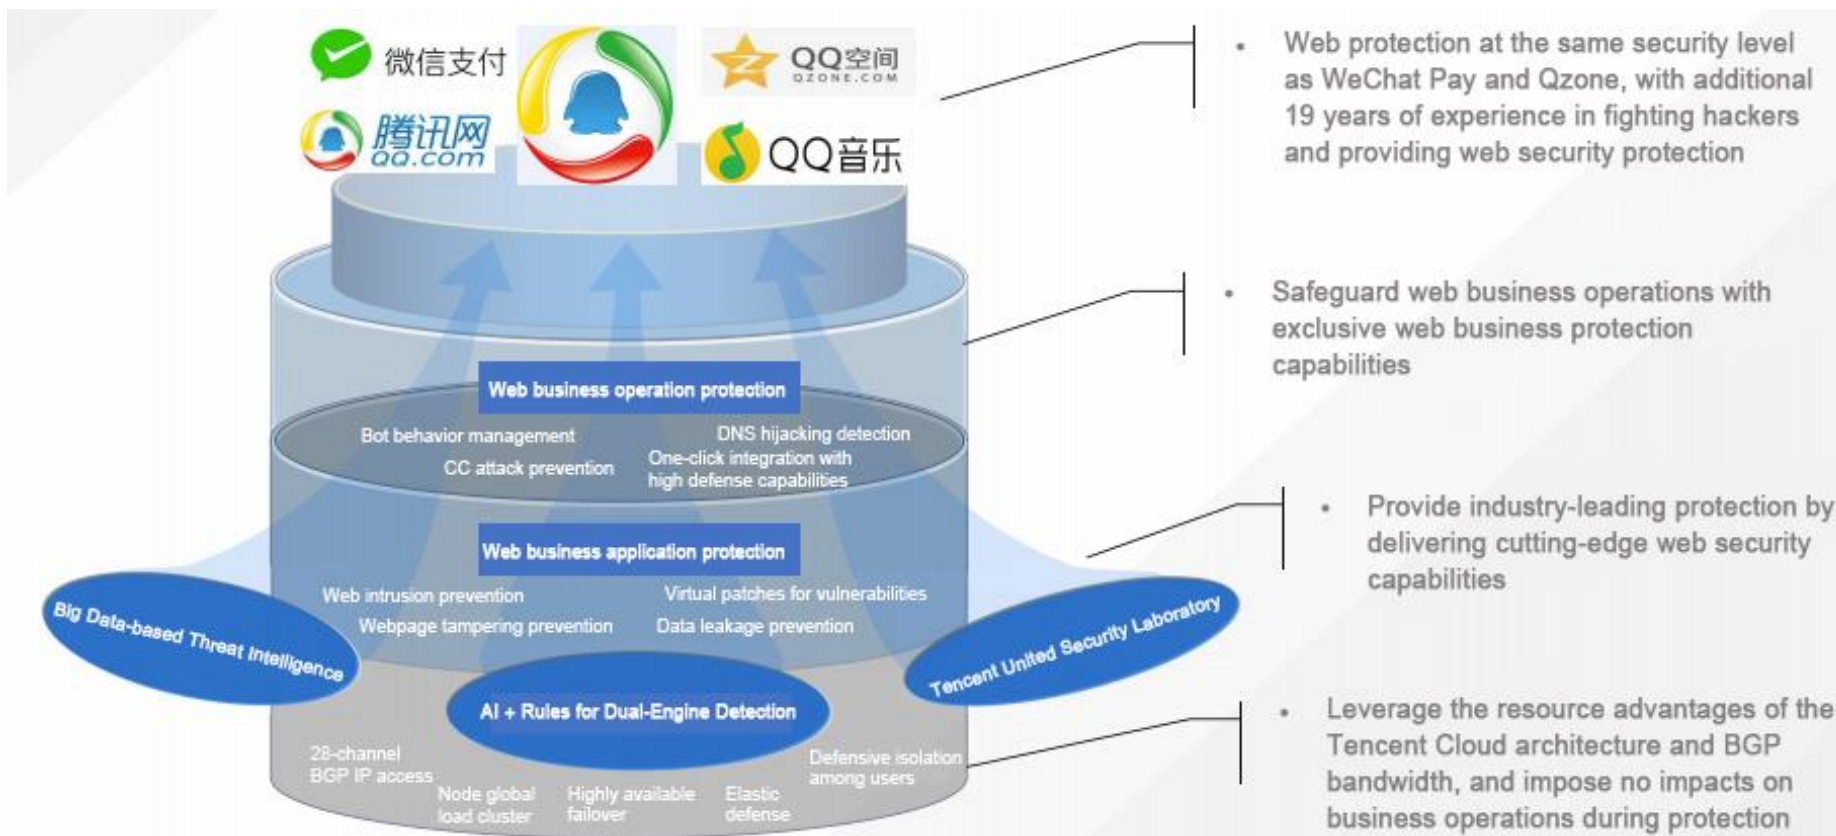 微信支付
腾讯网
QQ.com
QQ空间
QZONE.COM
QQ音乐
Web protection at the same security level
as WeChat Pay and Qzone, with additional
19 years of experience in fighting hackers
and providing web security protection
Safeguard web business operations with
exclusive web business protection
capabilities
Web business operation protection
Bot behavior management
DNS hijacking detection
CC attack prevention
One-click integration with
high defense capabilities
Provide industry-leading protection by
delivering cutting-edge web security
capabilities
Web business application protection
Web intrusion prevention
Virtual patches for vulnerabilities
Webpage tampering prevention
Data leakage prevention
Big Data-based Threat Intelligence
Tencent United Security Laboratory
AI + Rules for Dual-Engine Detection
28-channel
BGP IP access
Node global
load cluster
Highly available
failover
Elastic
defense
Defensive isolation
among users
Leverage the resource advantages of the
Tencent Cloud architecture and BGP
bandwidth, and impose no impacts on
business operations during protection